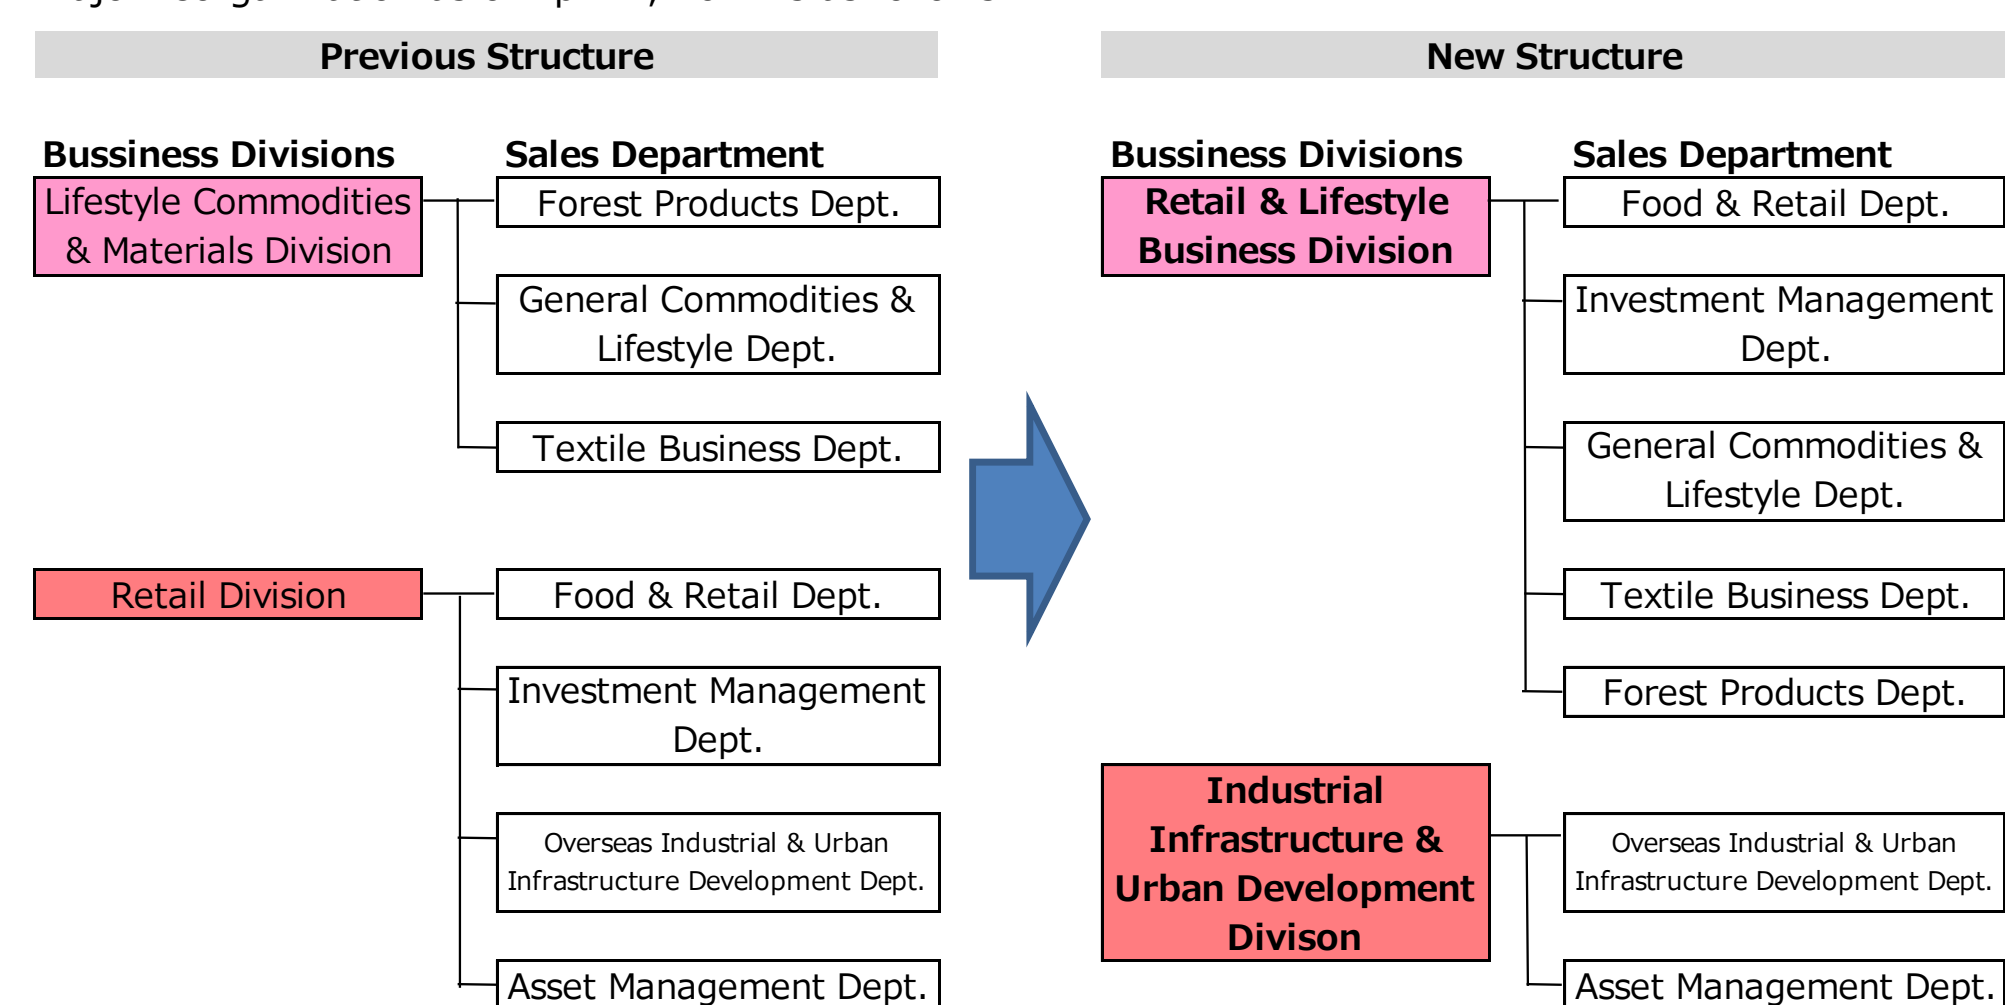 Previous Structure
New Structure
Bussiness Divisions
Sales Department
Lifestyle Commodities
& Materials Division
Forest Products Dept.
General Commodities &
Lifestyle Dept.
Textile Business Dept.
Retail Division
Food & Retail Dept.
Investment Management
Dept.
Overseas Industrial & Urban
Infrastructure Development Dept.
Asset Management Dept.
Bussiness Divisions
Sales Department
Retail & Lifestyle
Business Division
Food & Retail Dept.
Investment Management
Dept.
General Commodities &
Lifestyle Dept.
Textile Business Dept.
Forest Products Dept.
Industrial
Infrastructure &
Urban Development
Divison
Overseas Industrial & Urban
Infrastructure Development Dept.
Asset Management Dept.